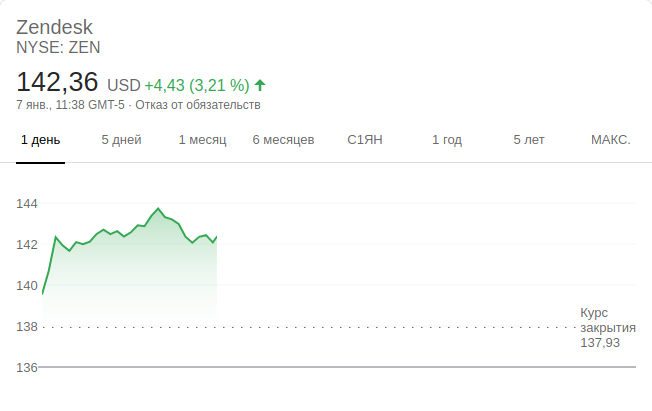 Zendesk
NYSE: ZEN
142,36 USD +4,43 (3,21 %)
7 янв., 11:38 GMT-5 · Отказ от обязательств
1 день 5 дней 1 месяц 6 месяцев С1ЯН 1 год 5 лет МАКС.
144
142
140
138
136
Курс
закрытия
137,93